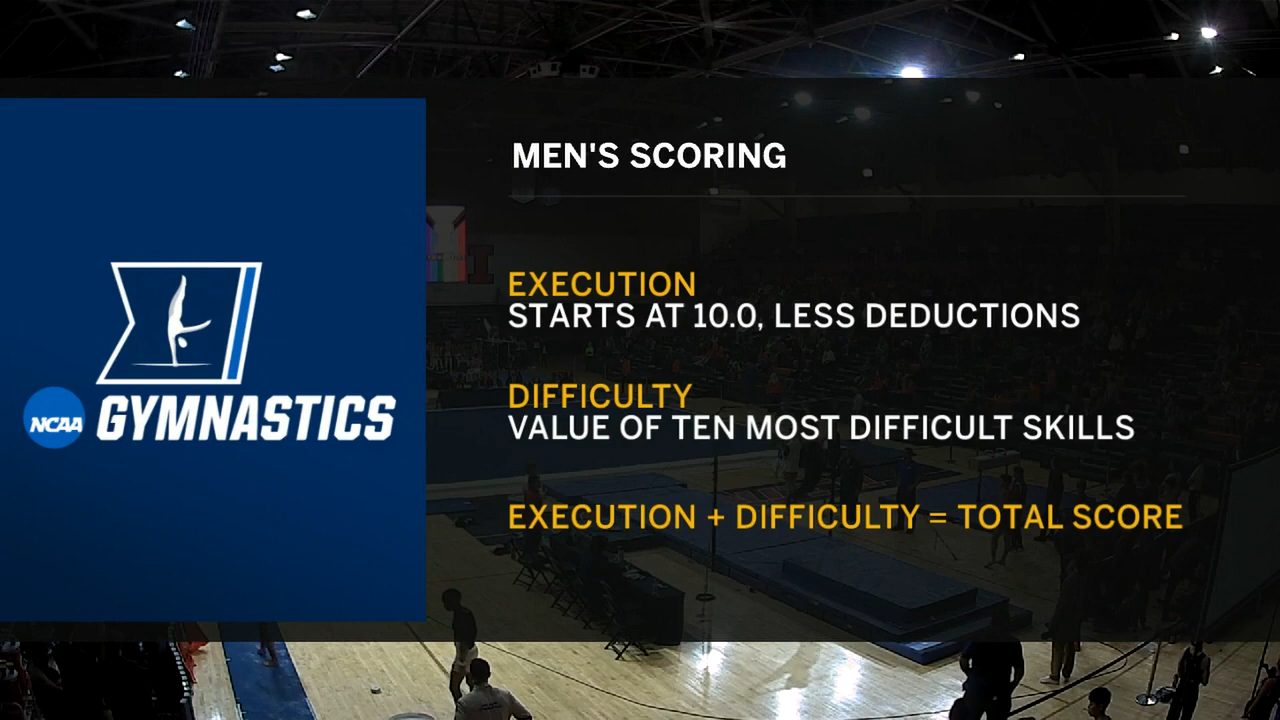 MEN'S SCORING
EXECUTION
STARTS AT 10.0, LESS DEDUCTIONS
DIFFICULTY
VALUE OF TEN MOST DIFFICULT SKILLS
EXECUTION + DIFFICULTY = TOTAL SCORE
NCAA GYMNASTICS